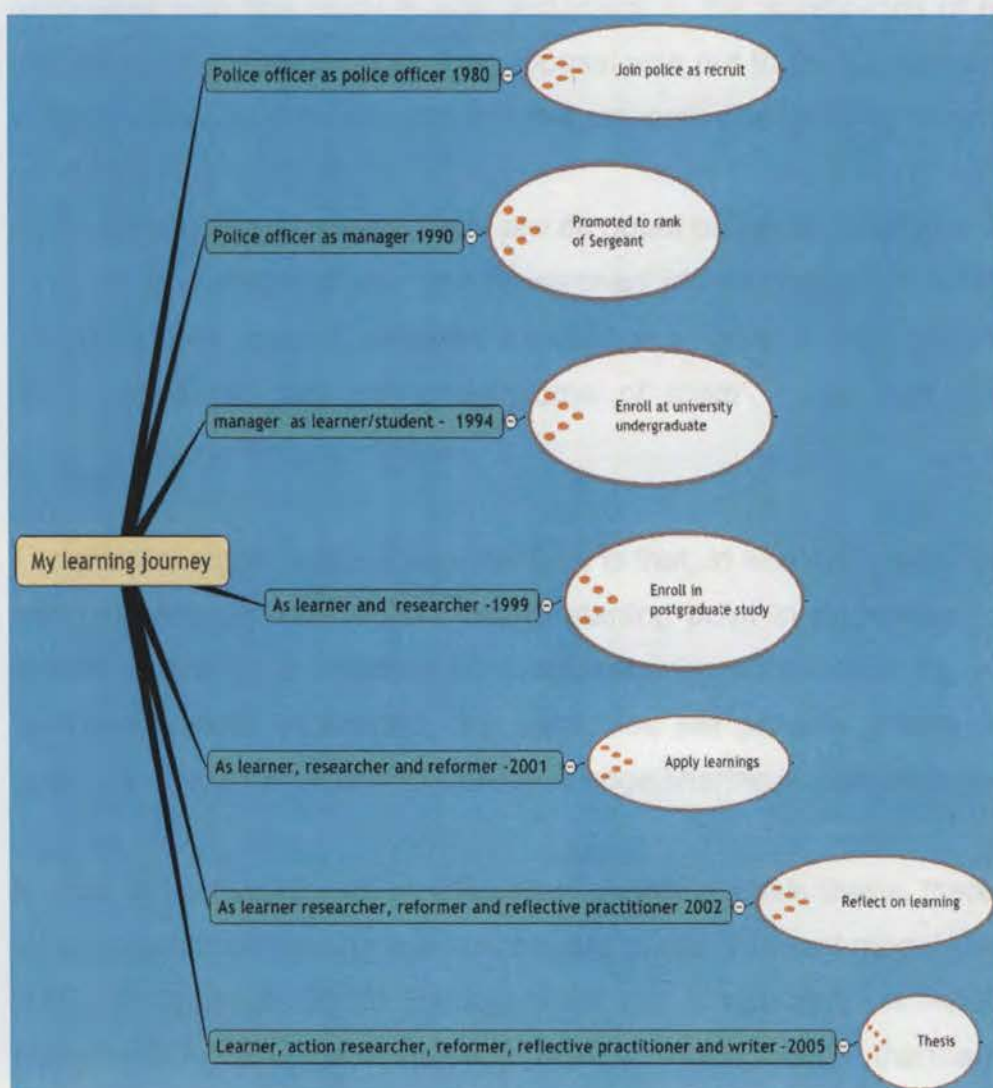 Police officer as police officer 1980
Join police as recruit
Police officer as manager 1990
Promoted to rank
of Sergeant
manager as learner/student - 1994
Enroll at university
undergraduate
My learning journey
As learner and researcher -1999
Enroll in
postgraduate study
As learner, researcher and reformer -2001
Apply learnings
As learner researcher, reformer and reflective practitioner 2002
Reflect on learning
Learner, action researcher, reformer, reflective practitioner and writer -2005
Thesis